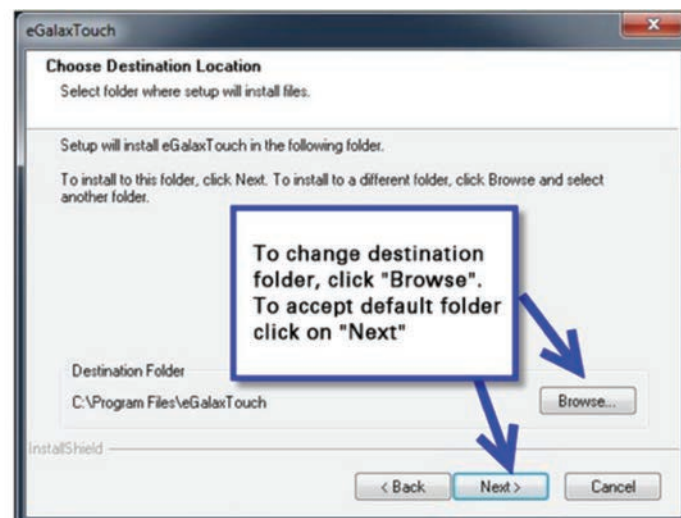 eGalaxTouch
Choose Destination Location
Select folder where setup will install files.
Setup will install eGalaxTouch in the following folder.
To install to this folder, click Next. To install to a different folder, click Browse and select
another folder.
To change destination
folder, click "Browse".
To accept default folder
click on "Next"
Destination Folder
C:\Program Files\eGalaxTouch
Browse...
InstallShield
< Back
Next >
Cancel